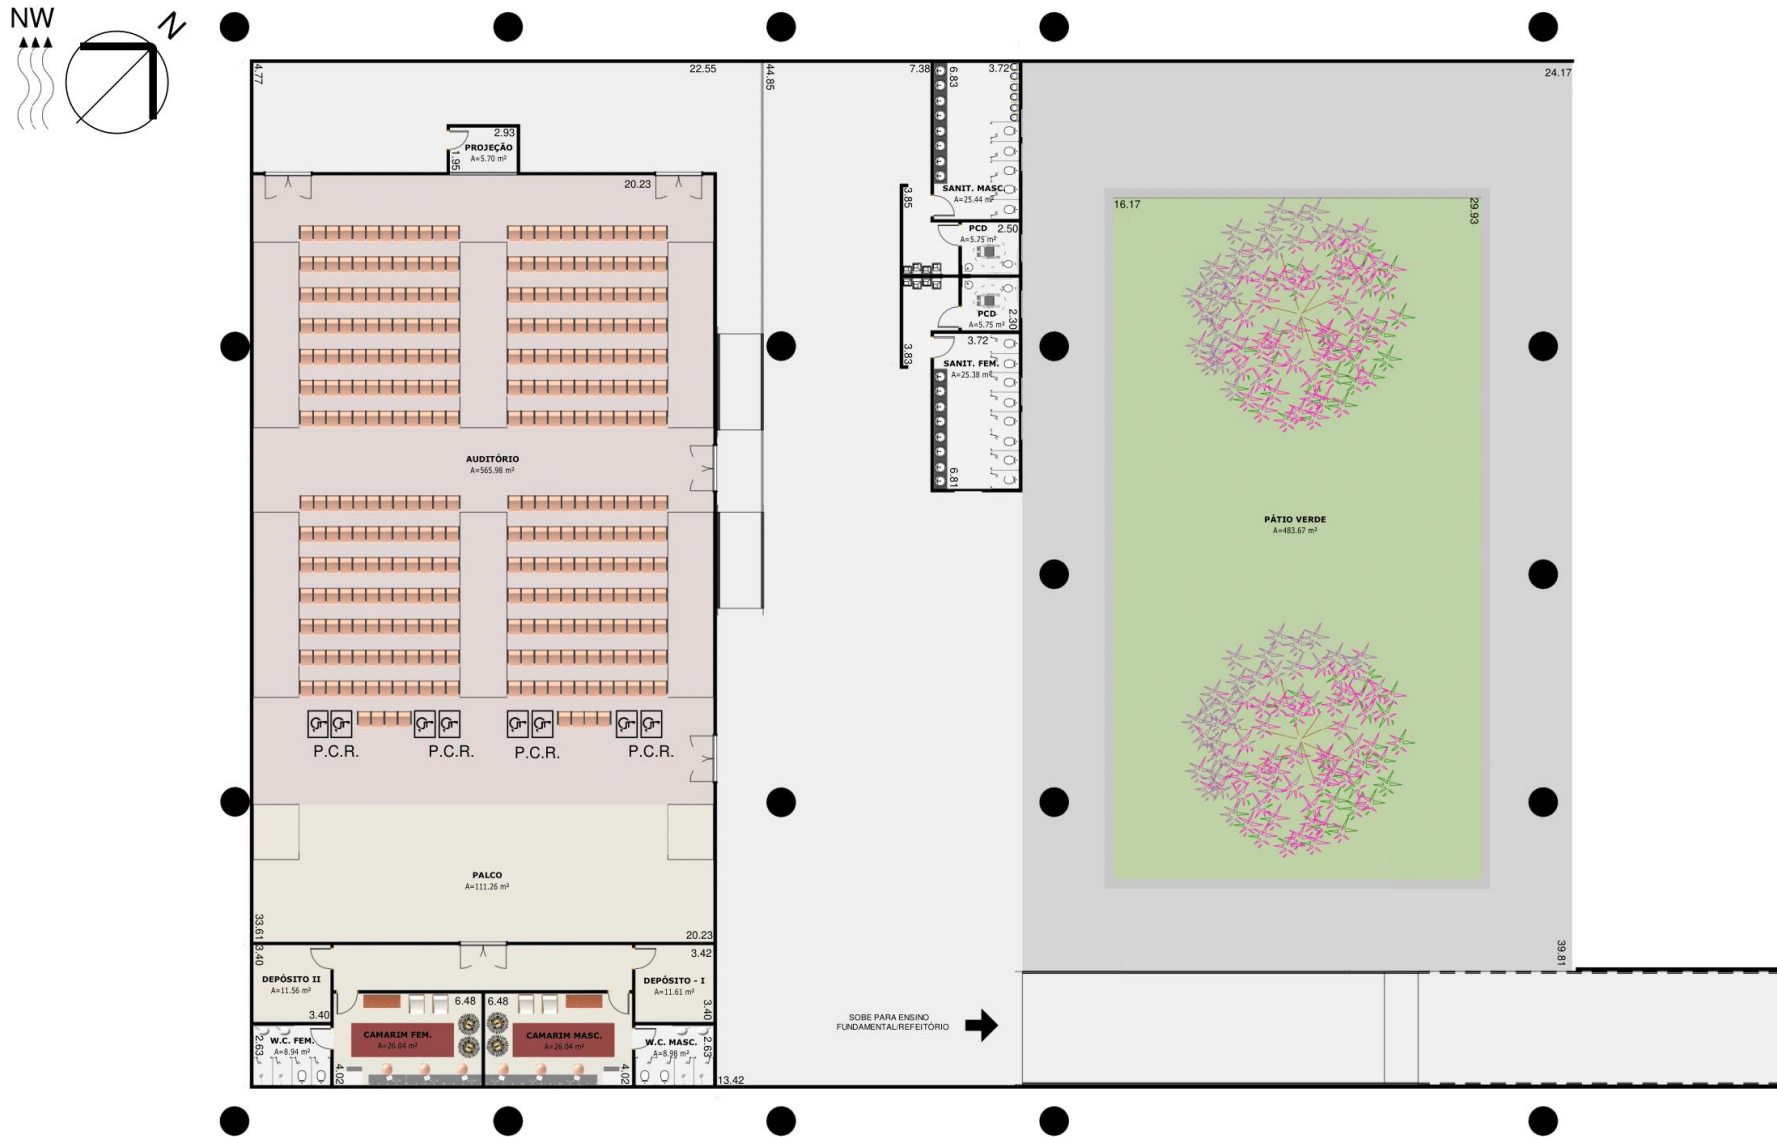 NW
N
4.77
22.55
44.85
7.38
6.83
3.72
24.17
2.93
PROJEÇÃO
A=5.70 m²
1.95
20.23
SANIT. MASC.
A=25.44 m²
3.85
PCD
2.50
A=5.75 m²
16.17
29.93
PCD
A=5.75 m²
2.30
3.72
3.83
SANIT. FEM.
A=25.38 m²
6.81
AUDITÓRIO
A=565.98 m²
PÁTIO VERDE
A=483.67 m²
P.C.R.
P.C.R.
P.C.R.
P.C.R.
PALCO
A=111.26 m²
33.61
20.23
3.40
3.42
39.81
DEPÓSITO II
A=11.56 m²
3.40
DEPÓSITO - I
A=11.61 m²
3.40
6.48
6.48
CAMARIM FEM.
A=26.04 m²
CAMARIM MASC.
A=26.04 m²
W.C. FEM.
A=8.94 m²
2.63
W.C. MASC.
A=8.98 m²
2.63
4.02
4.02
13.42
SOBE PARA ENSINO
FUNDAMENTAL/REFEITÓRIO